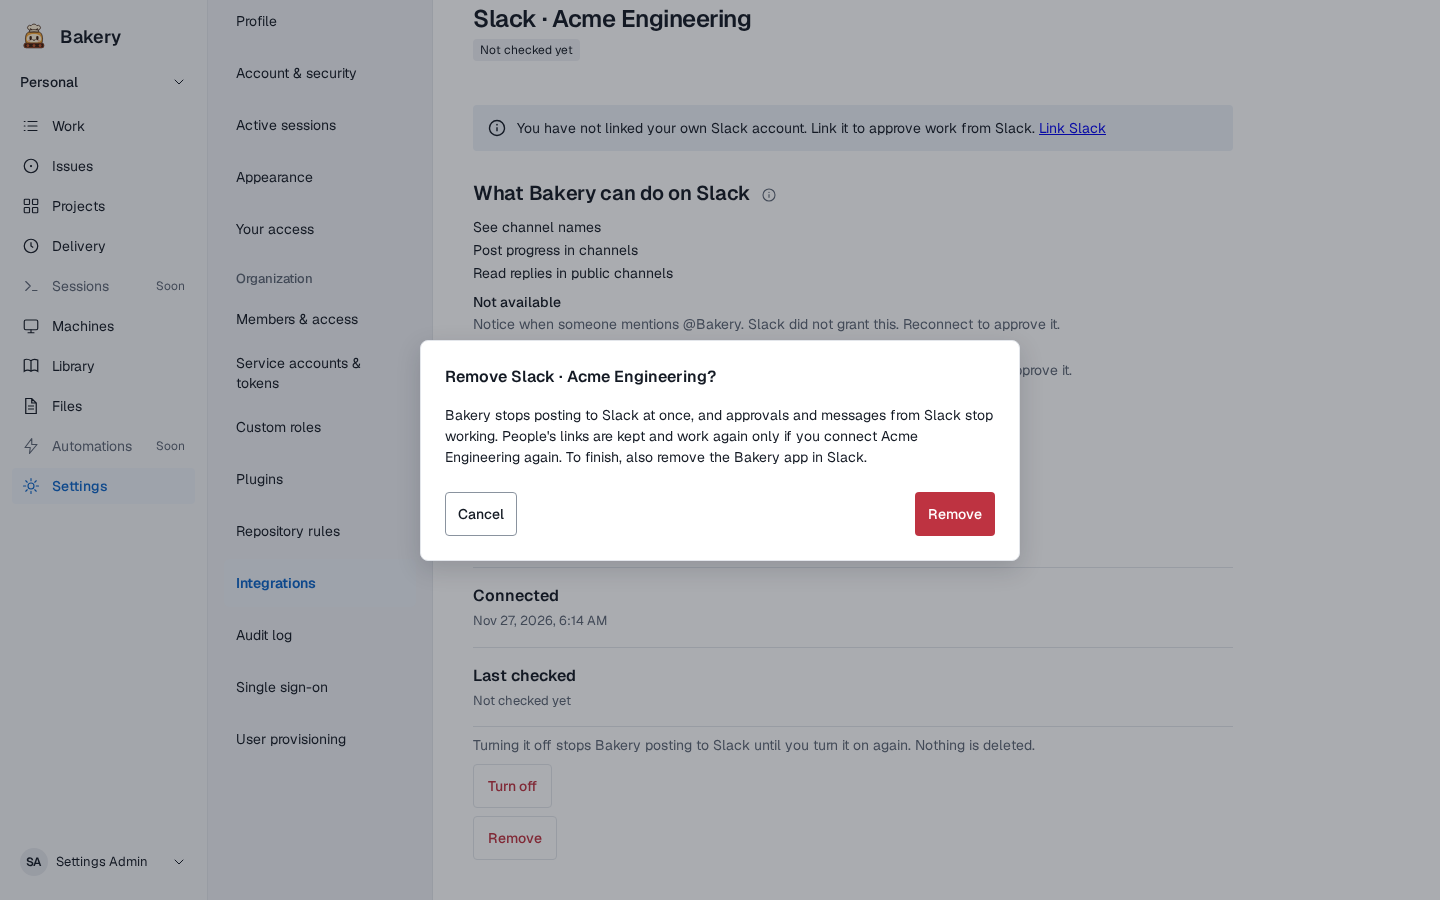 Bakery
Personal
Work
Issues
Projects
Delivery
Sessions Soon
Machines
Library
Files
Automations Soon
Settings
SA Settings Admin
Profile
Account & security
Active sessions
Appearance
Your access
Organization
Members & access
Service accounts &
tokens
Custom roles
Plugins
Repository rules
Integrations
Audit log
Single sign-on
User provisioning
Slack · Acme Engineering
Not checked yet
You have not linked your own Slack account. Link it to approve work from Slack. Link Slack
What Bakery can do on Slack
See channel names
Post progress in channels
Read replies in public channels
Not available
Notice when someone mentions @Bakery. Slack did not grant this. Reconnect to approve it.
prove it.
Remove Slack · Acme Engineering?
Bakery stops posting to Slack at once, and approvals and messages from Slack stop
working. People's links are kept and work again only if you connect Acme
Engineering again. To finish, also remove the Bakery app in Slack.
Cancel
Remove
Connected
Nov 27, 2026, 6:14 AM
Last checked
Not checked yet
Turning it off stops Bakery posting to Slack until you turn it on again. Nothing is deleted.
Turn off
Remove